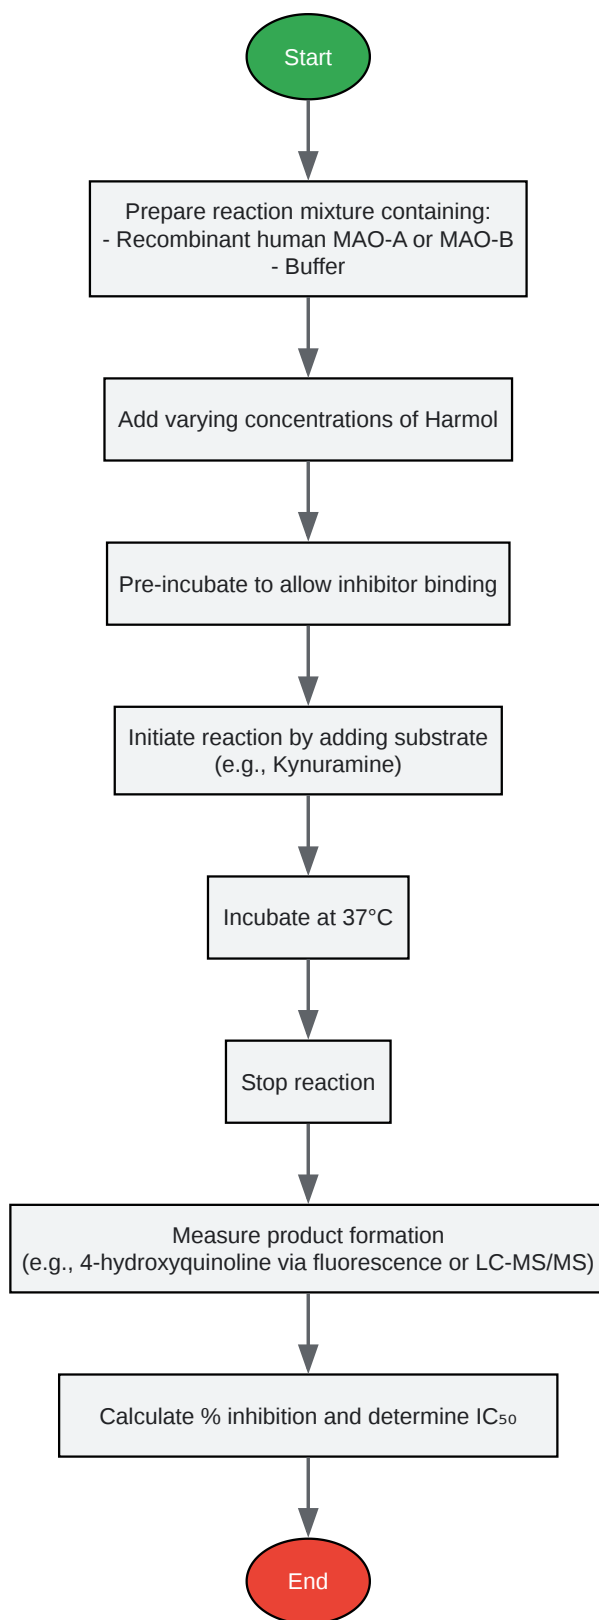 Start
Prepare reaction mixture containing:
- Recombinant human MAO-A or MAO-B
- Buffer
Add varying concentrations of Harmol
Pre-incubate to allow inhibitor binding
Initiate reaction by adding substrate
(e.g., Kynuramine)
Incubate at 37°C
Stop reaction
Measure product formation
(e.g., 4-hydroxyquinoline via fluorescence or LC-MS/MS)
Calculate % inhibition and determine IC₅₀
End